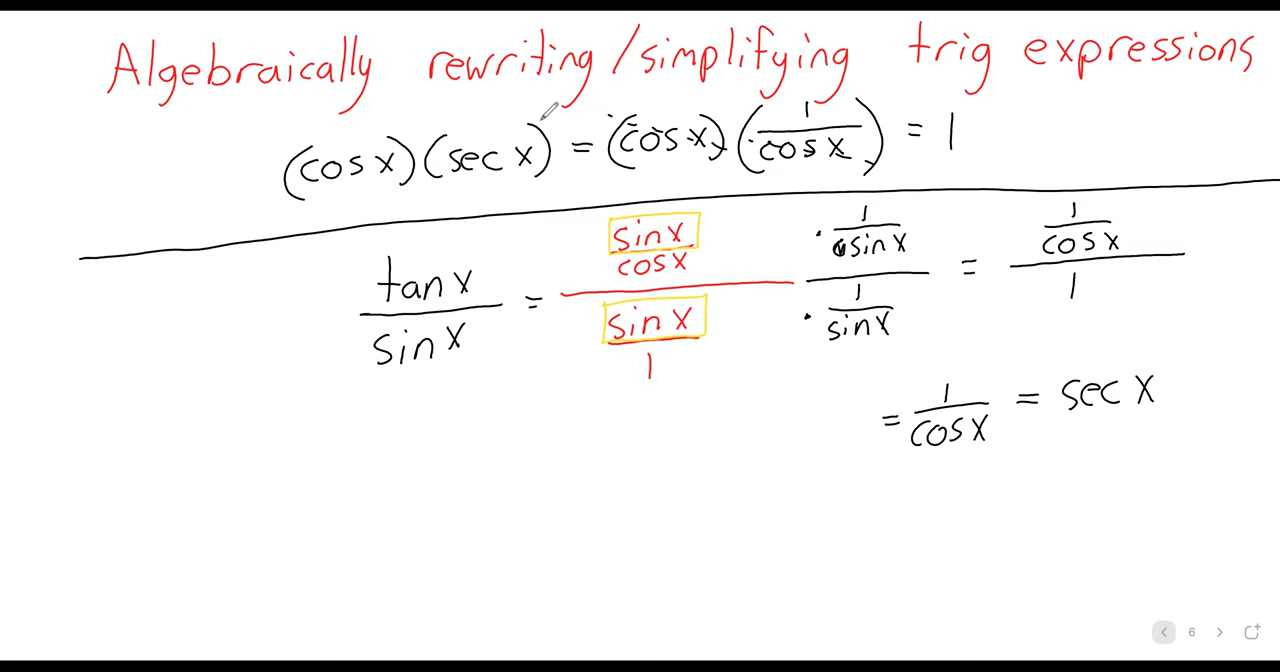 Algebraically rewriting/simplifying trig expressions
(cos x)(sec x) = (cos x)(1/cos x) = 1
tan x / sin x = (sin x / cos x) / (sin x / 1) · (1/sin x) / · (1/sin x) = (1/cos x) / 1
= 1/cos x = sec x
6